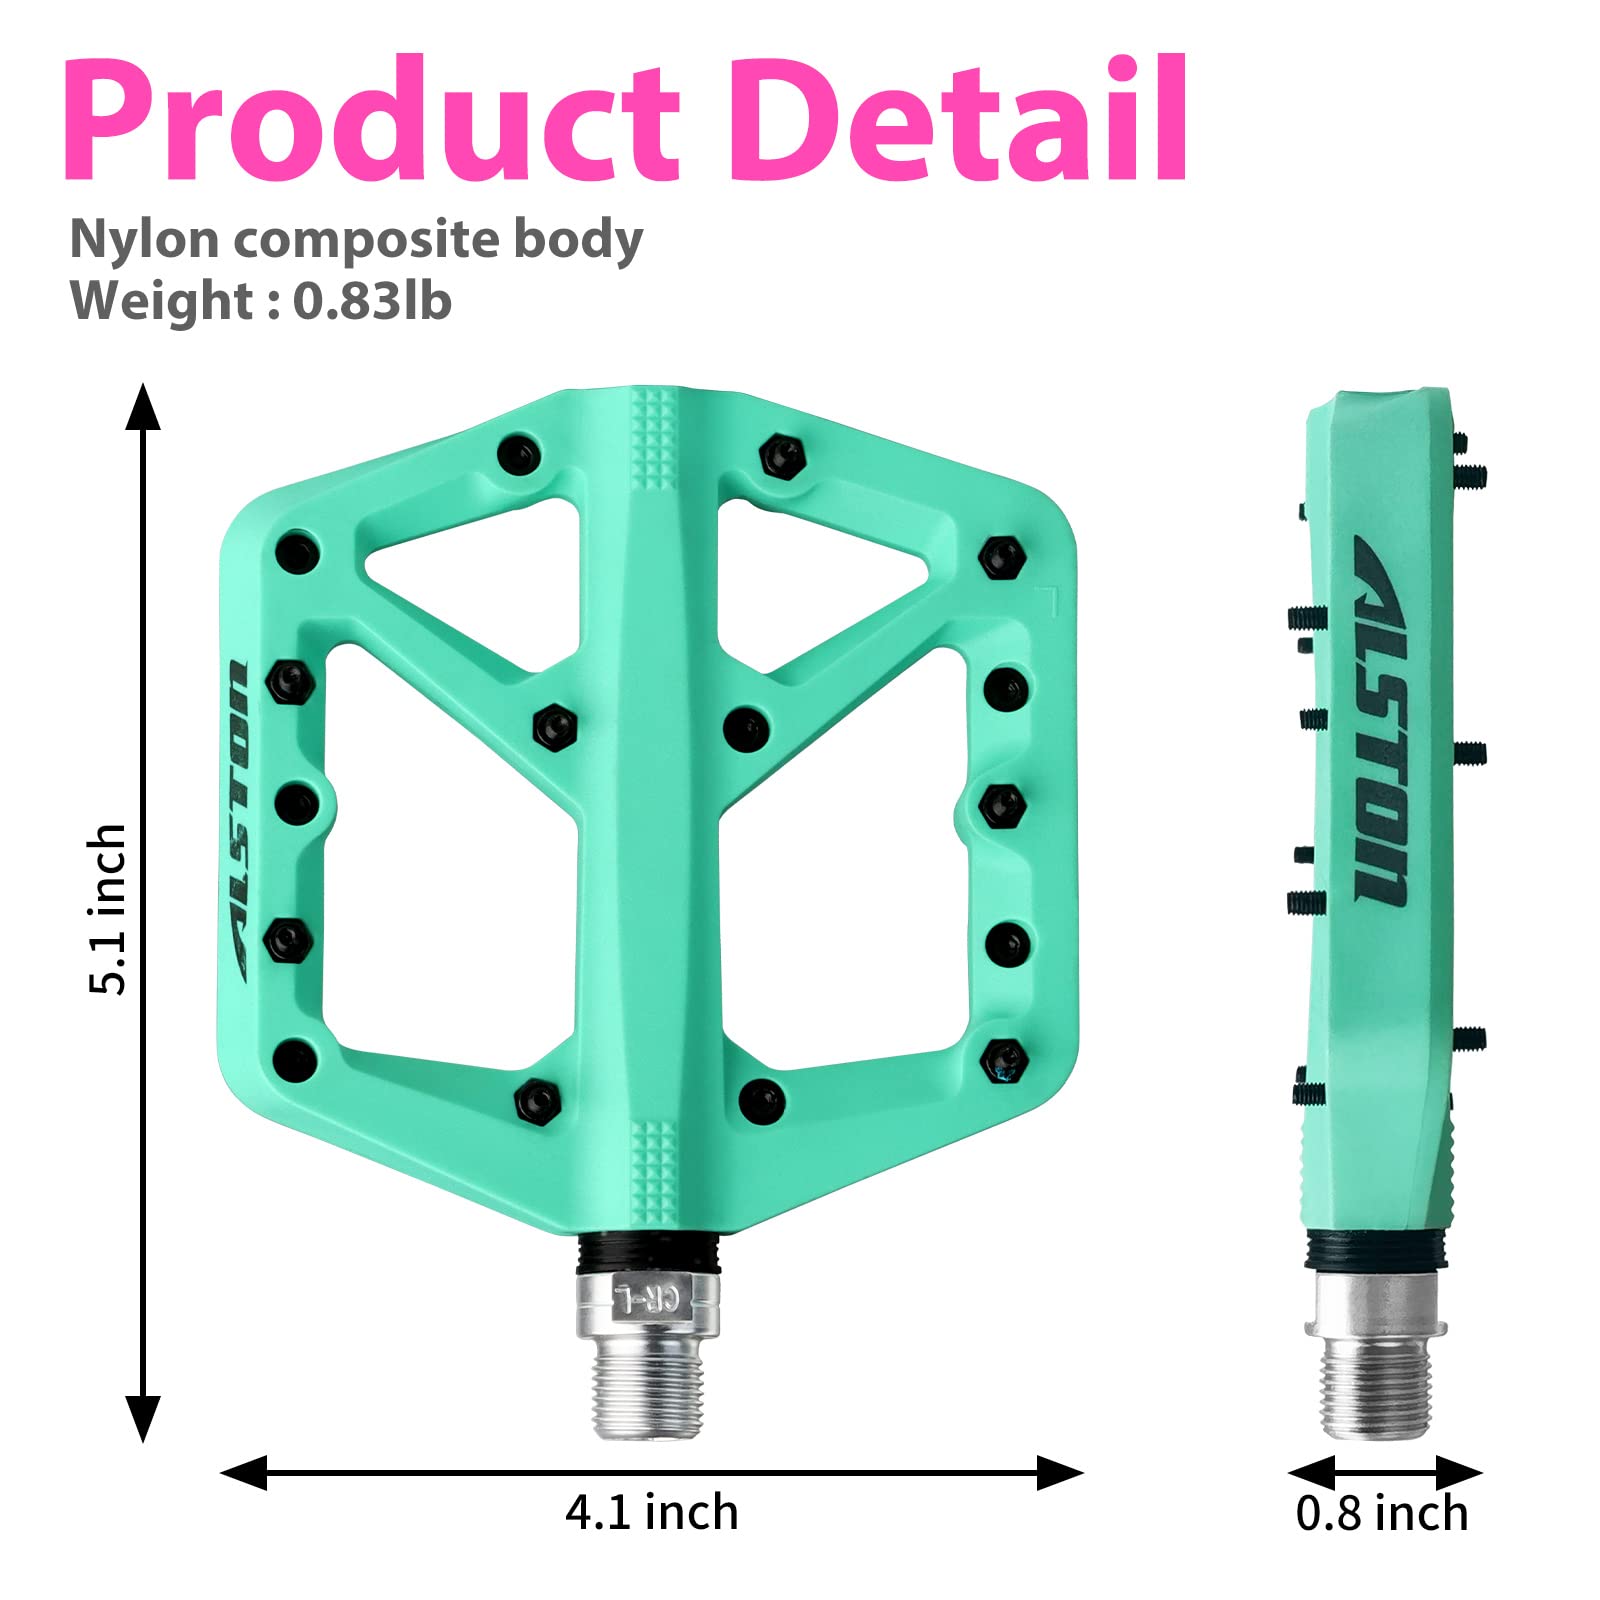 Product Detail
Nylon composite body
Weight : 0.83lb
5.1 inch
ALSTON
L
CR-L
4.1 inch
ALSTON
0.8 inch